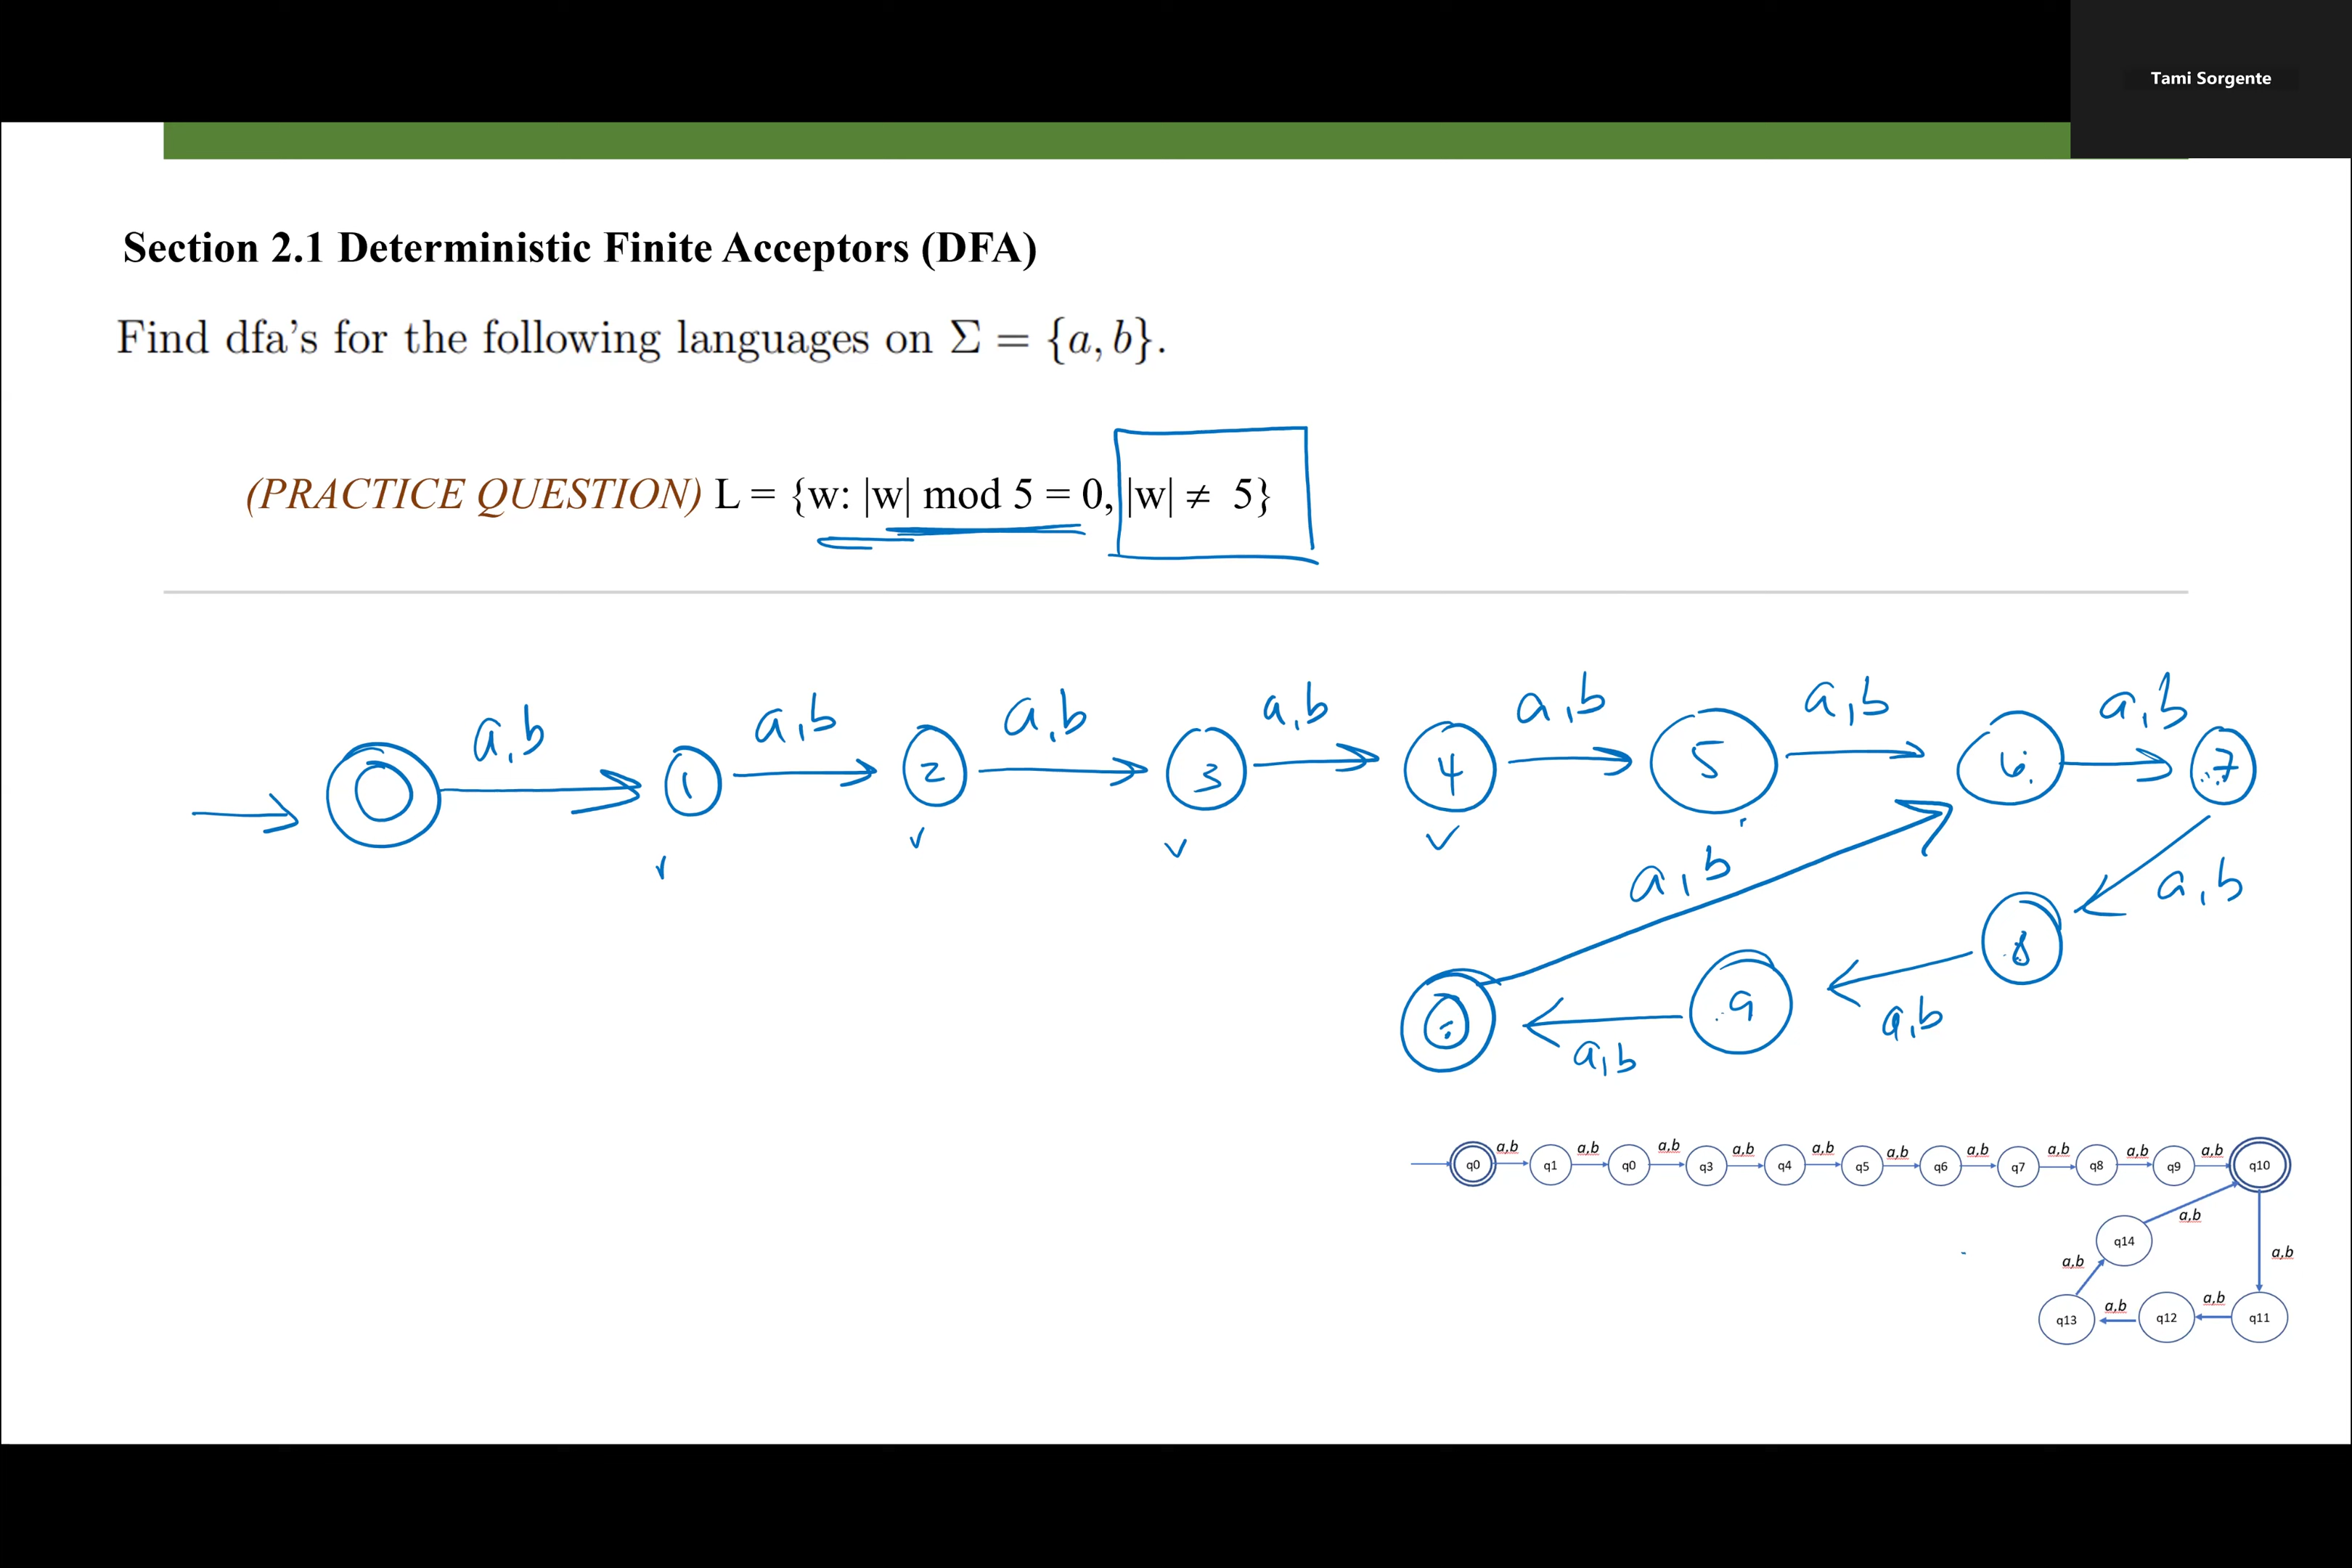 Tami Sorgente
Section 2.1 Deterministic Finite Acceptors (DFA)
Find dfa's for the following languages on Σ = {a, b}.
(PRACTICE QUESTION) L = {w: |w| mod 5 = 0, |w| ≠ 5}
a,b a,b a,b a,b a,b a,b a,b
1 2 3 4 5 6 7
a,b a,b
8
9
a,b
a,b
a,b a,b a,b a,b a,b a,b a,b a,b a,b a,b
q0 q1 q0 q3 q4 q5 q6 q7 q8 q9 q10
a,b
q14
a,b a,b
a,b a,b
q13 q12 q11